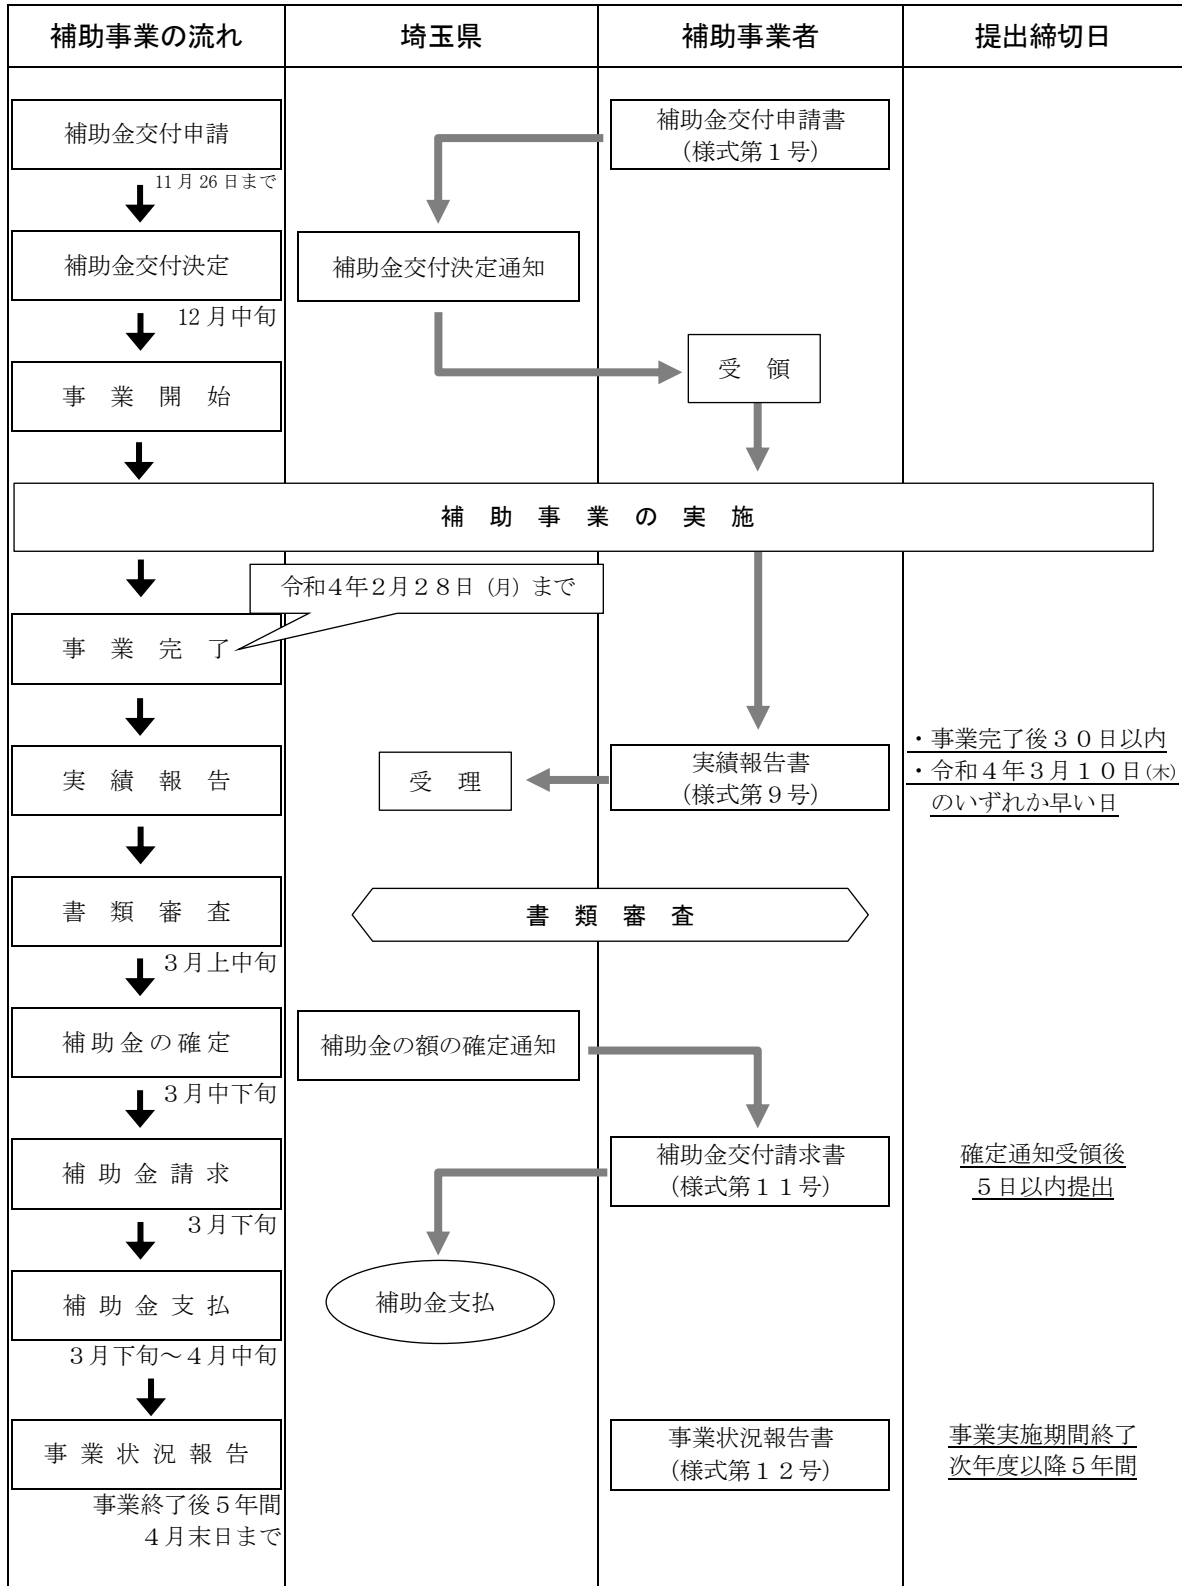 補助事業の流れ
埼玉県
補助事業者
提出締切日
補助金交付申請
11月26日まで
補助金交付申請書
(様式第１号)
補助金交付決定
12月中旬
補助金交付決定通知
事業開始
受領
補助事業の実施
令和４年２月２８日(月)まで
事業完了
実績報告
受理
実績報告書
(様式第９号)
・事業完了後３０日以内
・令和４年３月１０日(木)
のいずれか早い日
書類審査
３月上中旬
書類審査
補助金の確定
３月中下旬
補助金の額の確定通知
補助金請求
３月下旬
補助金交付請求書
(様式第１１号)
確定通知受領後
５日以内提出
補助金支払
３月下旬～４月中旬
補助金支払
事業状況報告
事業終了後５年間
４月末日まで
事業状況報告書
(様式第１２号)
事業実施期間終了
次年度以降５年間